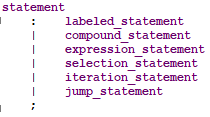 statement
: labeled_statement
| compound_statement
| expression_statement
| selection_statement
| iteration_statement
| jump_statement
;